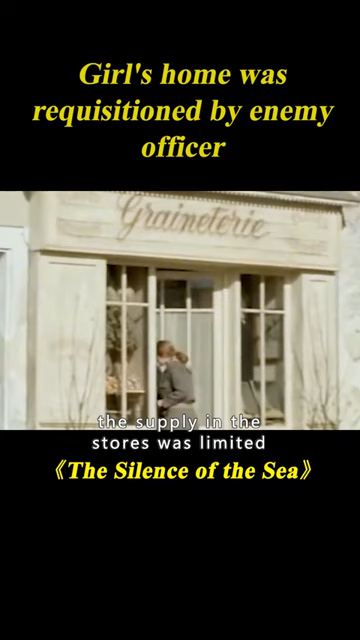 Girl's home was
requisitioned by enemy
officer
Graineterie
the supply in the
stores was limited
《The Silence of the Sea》